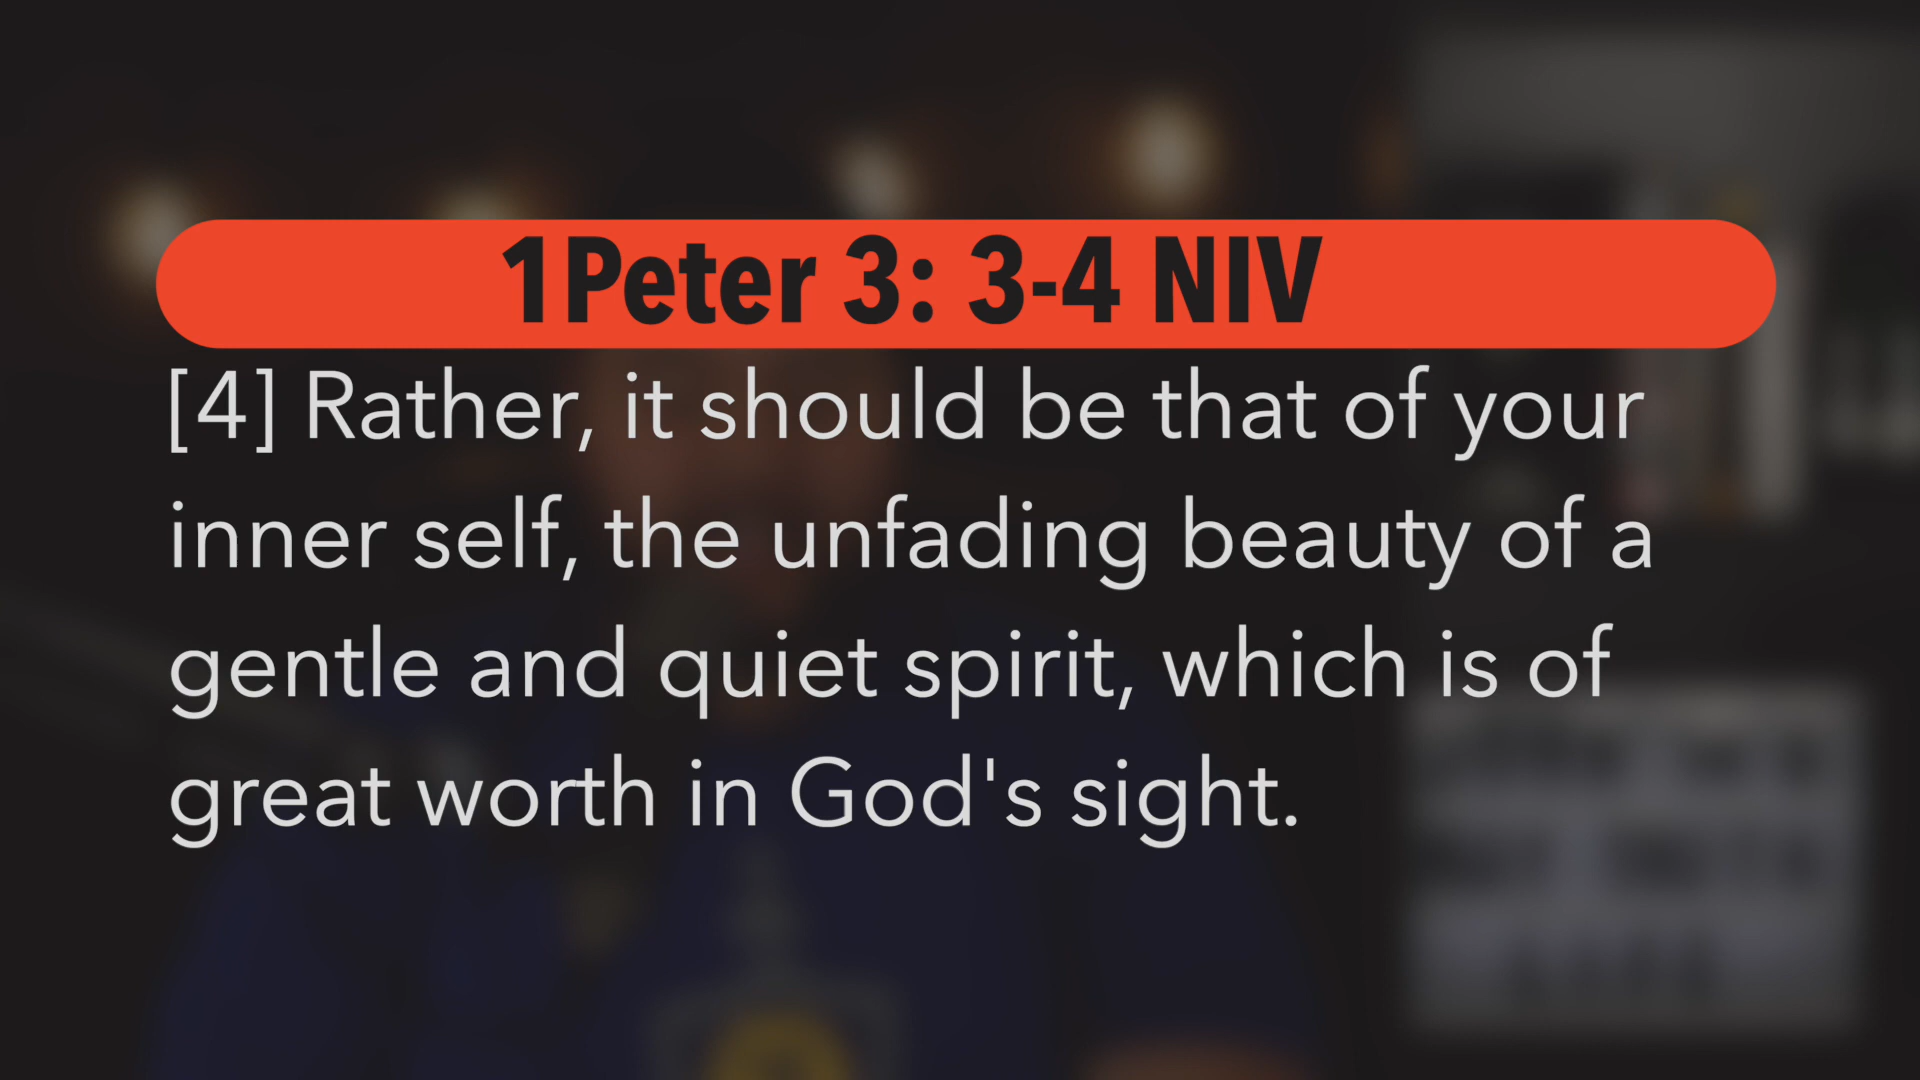 1Peter 3: 3-4 NIV
[4] Rather, it should be that of your
inner self, the unfading beauty of a
gentle and quiet spirit, which is of
great worth in God's sight.